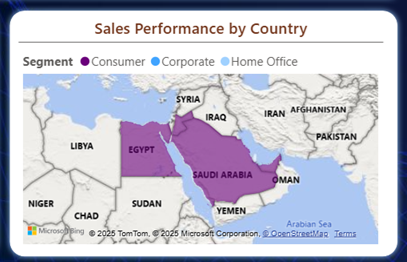 Sales Performance by Country
Segment Consumer Corporate Home Office
SYRIA
IRAQ
IRAN
AFGHANISTAN
PAKISTAN
LIBYA
EGYPT
SAUDI ARABIA
OMAN
NIGER
CHAD
SUDAN
YEMEN
Arabian Sea
Microsoft Bing
© 2025 TomTom, © 2025 Microsoft Corporation, © OpenStreetMap Terms